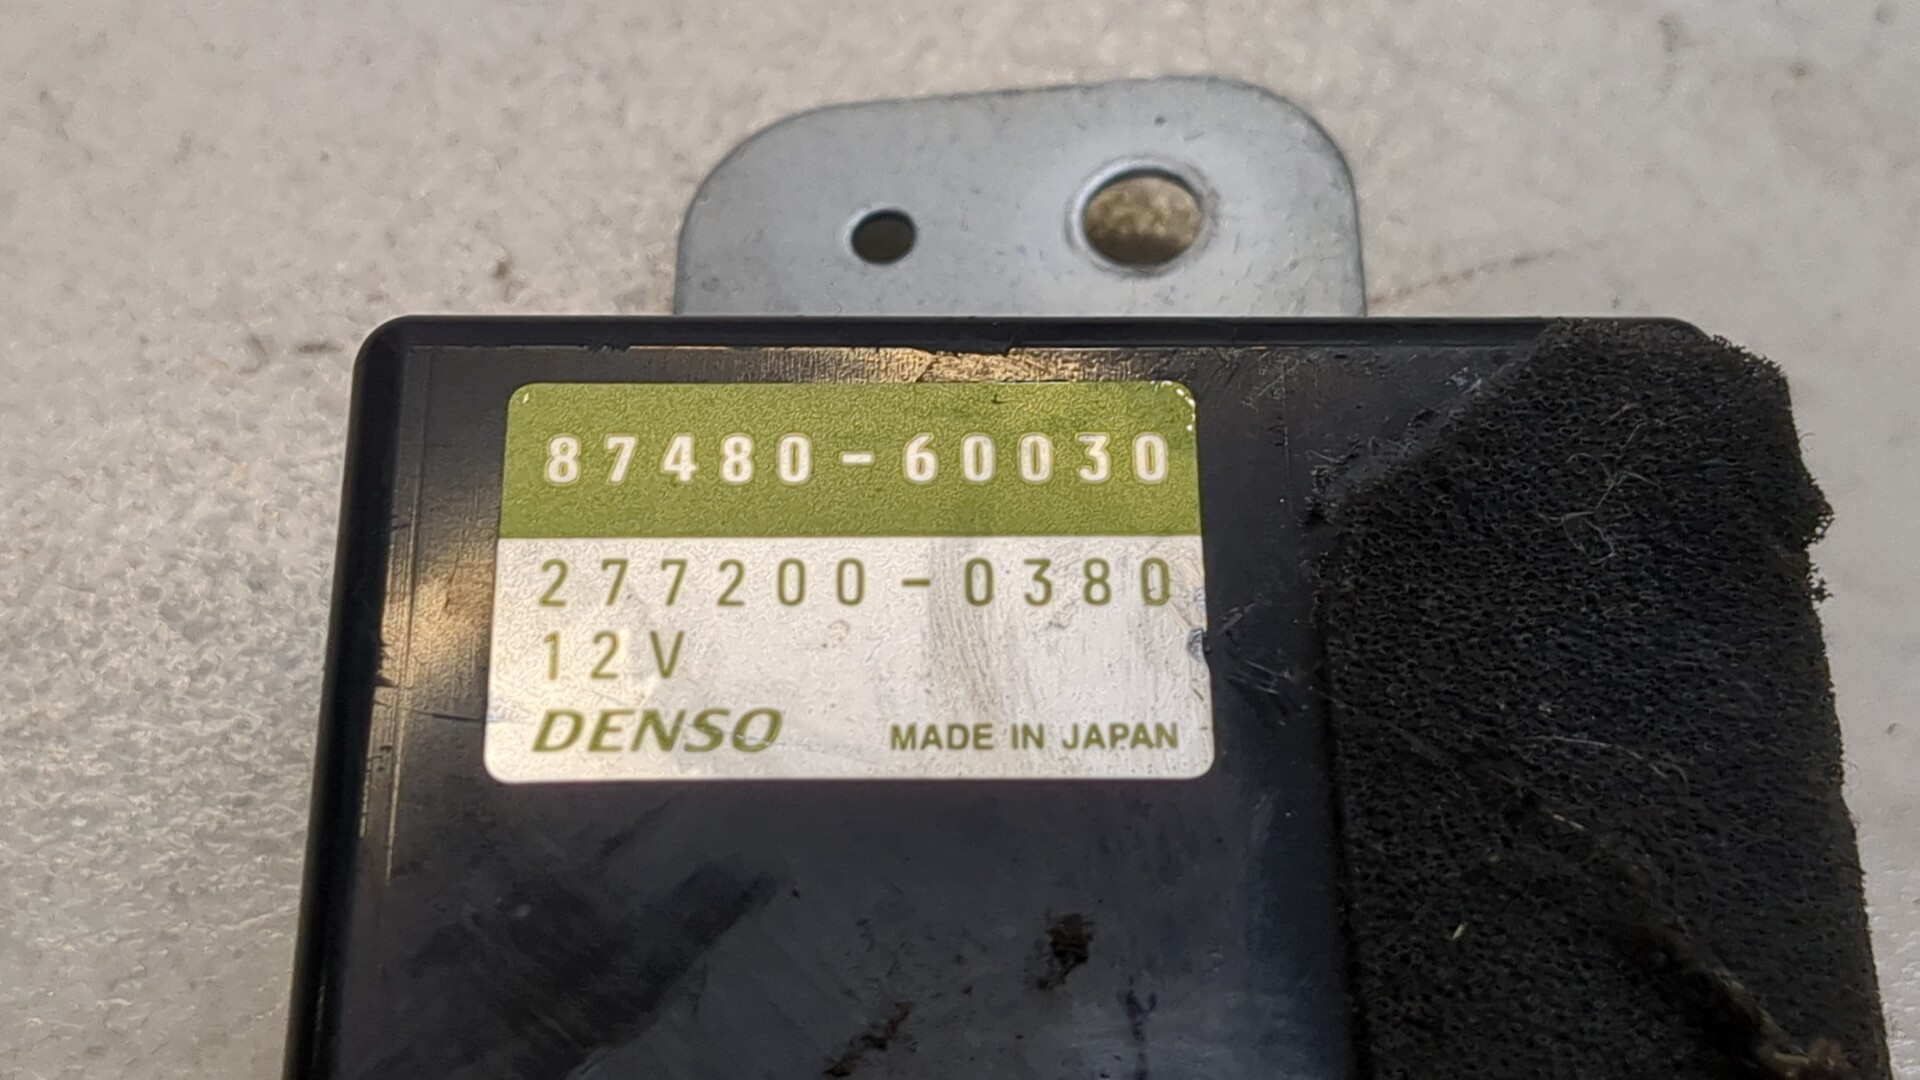 87480-60030
277200-0380
12V
DENSO MADE IN JAPAN